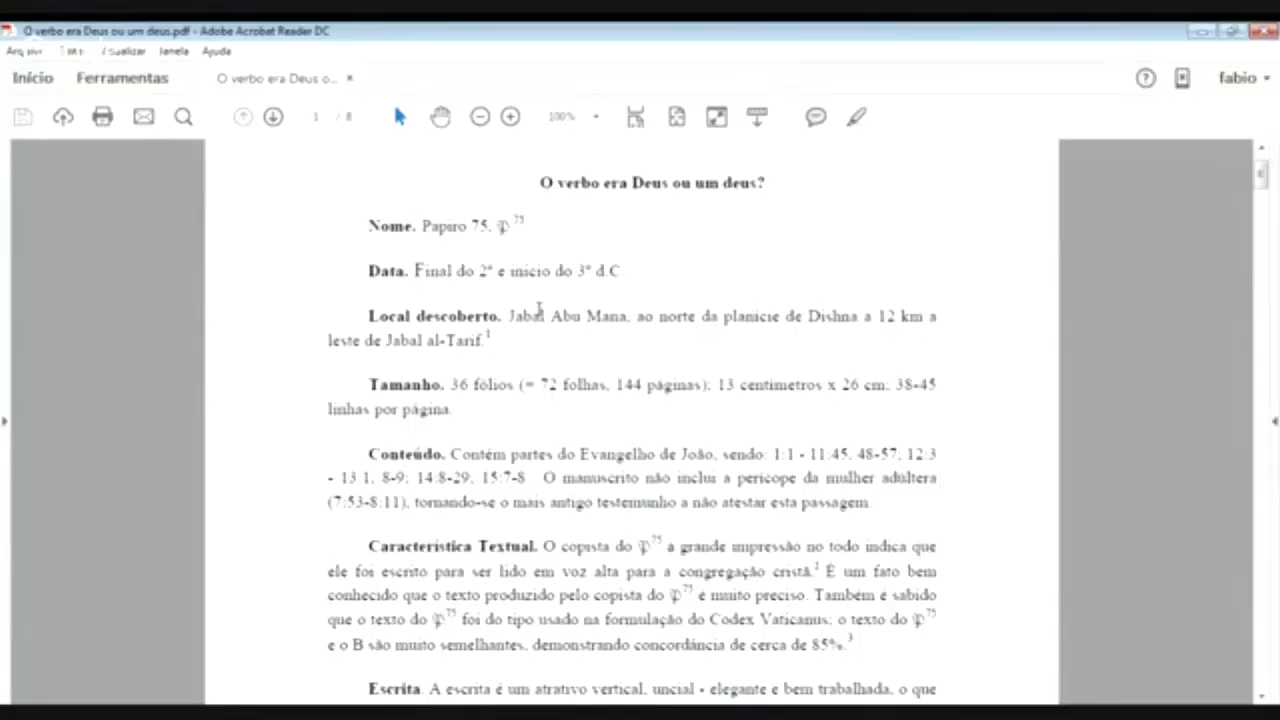 O verbo era Deus ou um deus.pdf - Adobe Acrobat Reader DC
Visualizar Janela Ajuda
Início Ferramentas O verbo era Deus o... × fabio
1 / 8 100%
O verbo era Deus ou um deus?
Nome. Papiro 75, 𝔓75
Data. Final do 2º e início do 3º d.C.
Local descoberto. Jabal Abu Mana, ao norte da planície de Dishna a 12 km a
leste de Jabal al-Tarif.1
Tamanho. 36 fólios (= 72 folhas, 144 páginas); 13 centímetros x 26 cm; 38-45
linhas por página.
Conteúdo. Contém partes do Evangelho de João, sendo: 1:1 - 11:45, 48-57; 12:3
- 13:1, 8-9; 14:8-29; 15:7-8. O manuscrito não inclui a perícope da mulher adúltera
(7:53-8:11), tornando-se o mais antigo testemunho a não atestar esta passagem.
Característica Textual. O copista do 𝔓75 a grande impressão no todo indica que
ele foi escrito para ser lido em voz alta para a congregação cristã.2 É um fato bem
conhecido que o texto produzido pelo copista do 𝔓75 é muito preciso. Também é sabido
que o texto do 𝔓75 foi do tipo usado na formulação do Codex Vaticanus; o texto do 𝔓75
e o B são muito semelhantes, demonstrando concordância de cerca de 85%.3
Escrita. A escrita é um atrativo vertical, uncial - elegante e bem trabalhada, o que